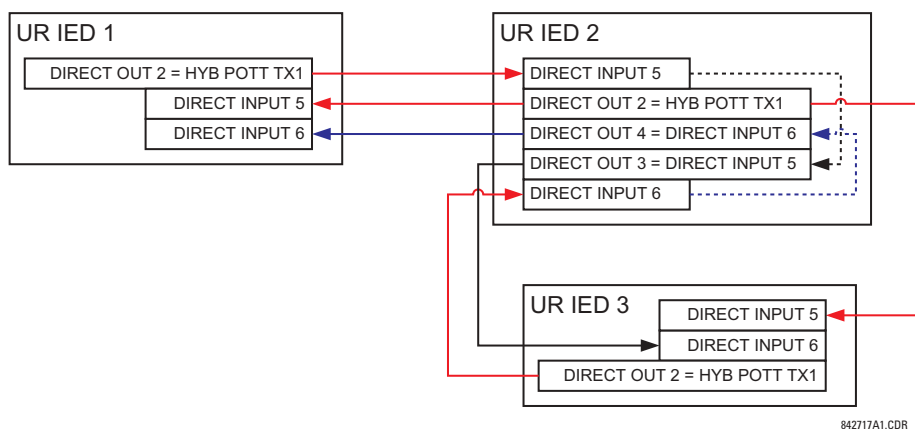 UR IED 1
DIRECT OUT 2 = HYB POTT TX1
DIRECT INPUT 5
DIRECT INPUT 6
UR IED 2
DIRECT INPUT 5
DIRECT OUT 2 = HYB POTT TX1
DIRECT OUT 4 = DIRECT INPUT 6
DIRECT OUT 3 = DIRECT INPUT 5
DIRECT INPUT 6
UR IED 3
DIRECT INPUT 5
DIRECT INPUT 6
DIRECT OUT 2 = HYB POTT TX1
842717A1.CDR